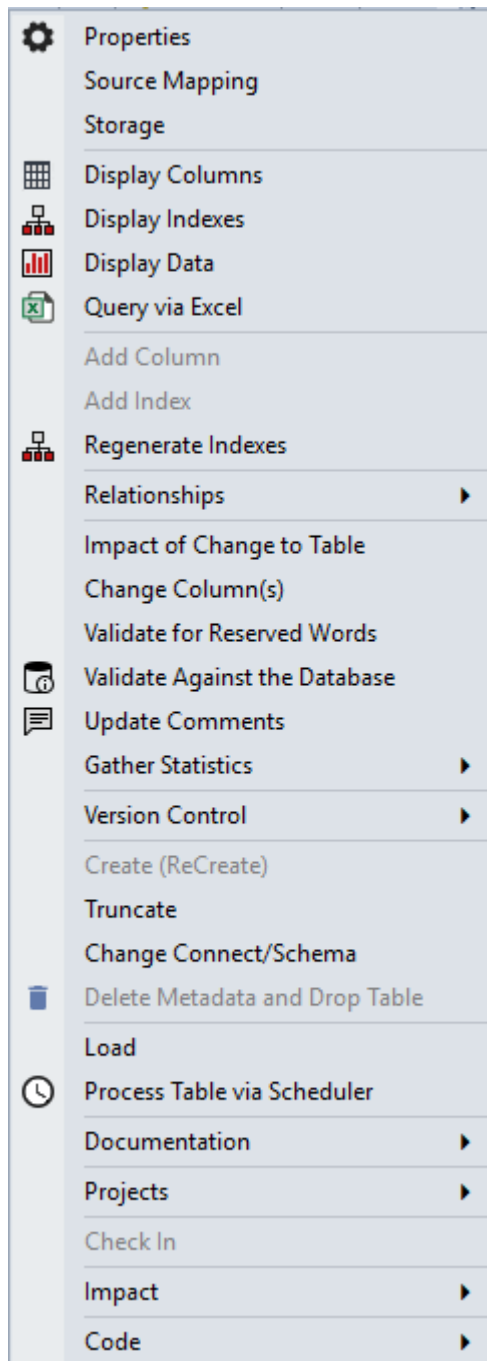 Properties
Source Mapping
Storage
Display Columns
Display Indexes
Display Data
Query via Excel
Add Column
Add Index
Regenerate Indexes
Relationships
Impact of Change to Table
Change Column(s)
Validate for Reserved Words
Validate Against the Database
Update Comments
Gather Statistics
Version Control
Create (ReCreate)
Truncate
Change Connect/Schema
Delete Metadata and Drop Table
Load
Process Table via Scheduler
Documentation
Projects
Check In
Impact
Code